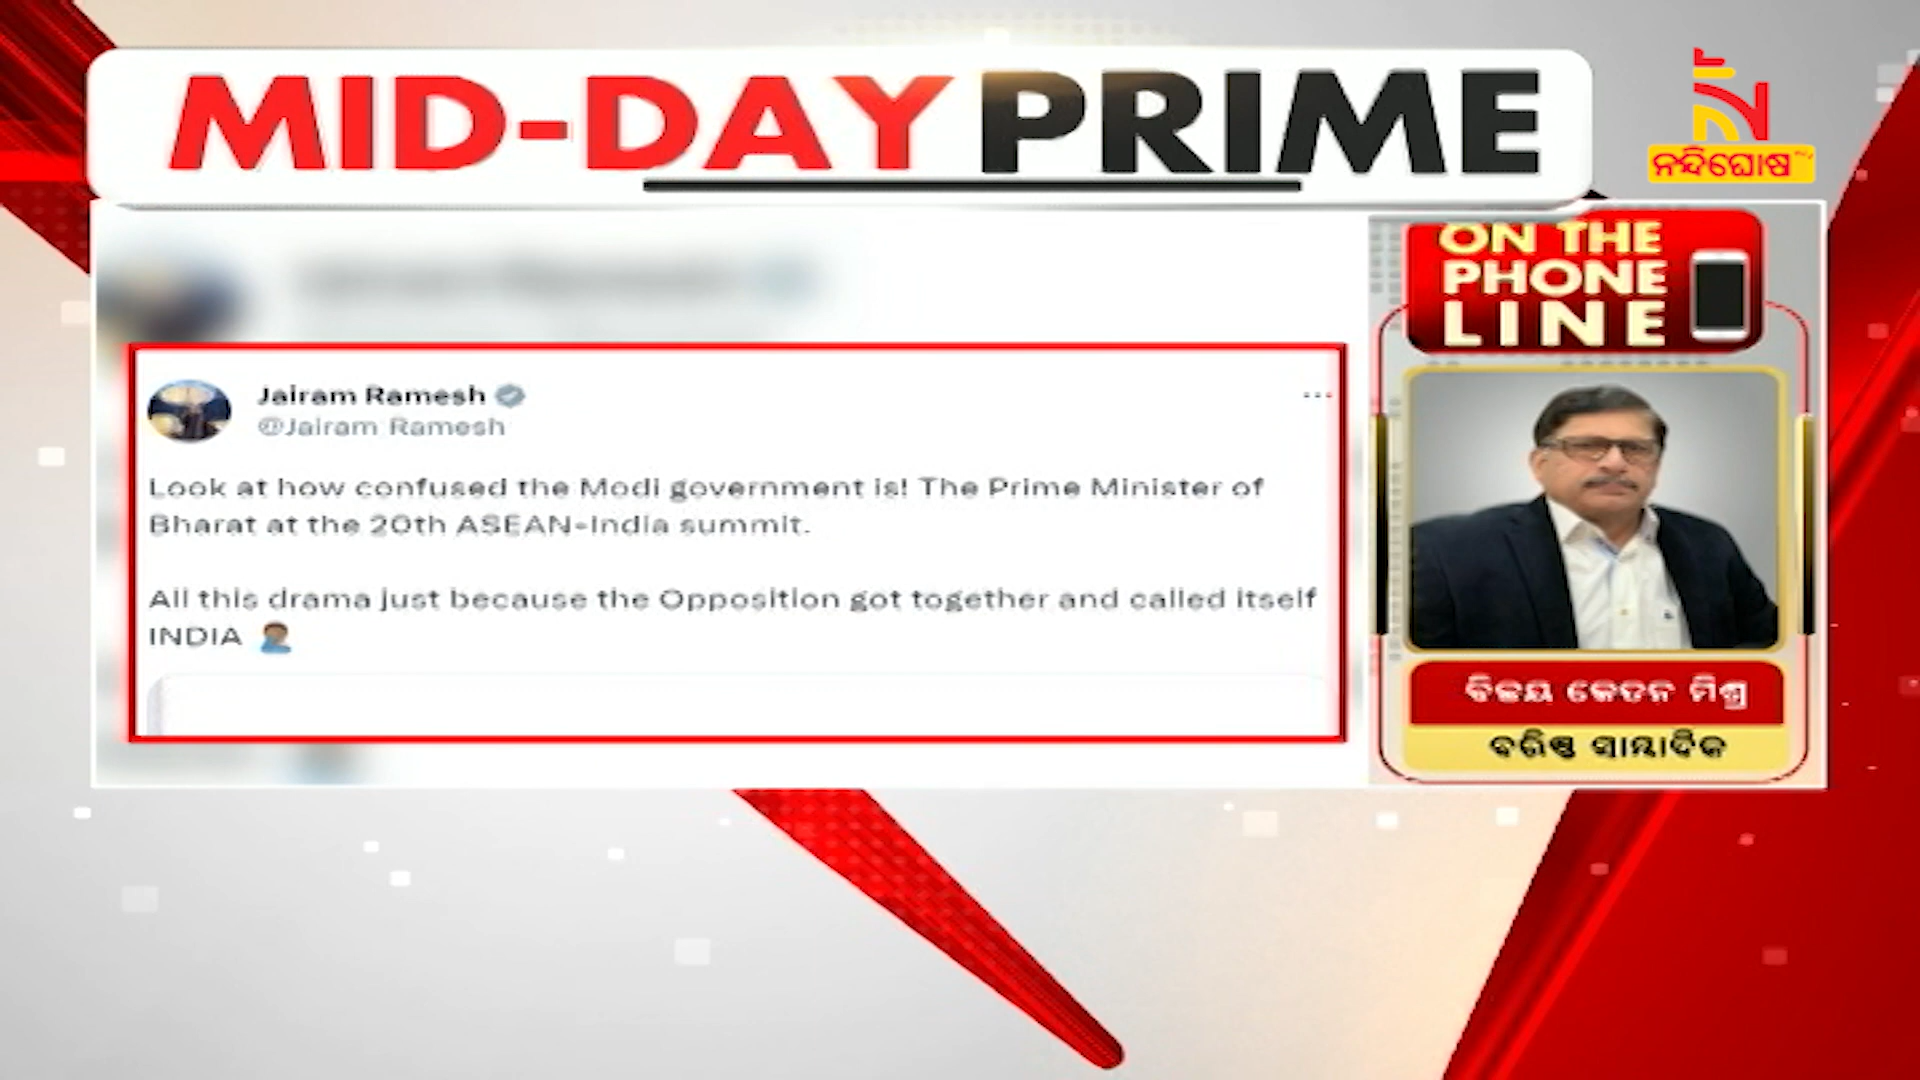 MID-DAY PRIME
ନନ୍ଦିଘୋଷ
ON THE
PHONE
LINE
Jairam Ramesh
@Jairam_Ramesh
Look at how confused the Modi government is! The Prime Minister of
Bharat at the 20th ASEAN-India summit.
All this drama just because the Opposition got together and called itself
INDIA
ବିଜୟ କେତନ ମିଶ୍ର
ବରିଷ୍ଠ ସାମ୍ବାଦିକ